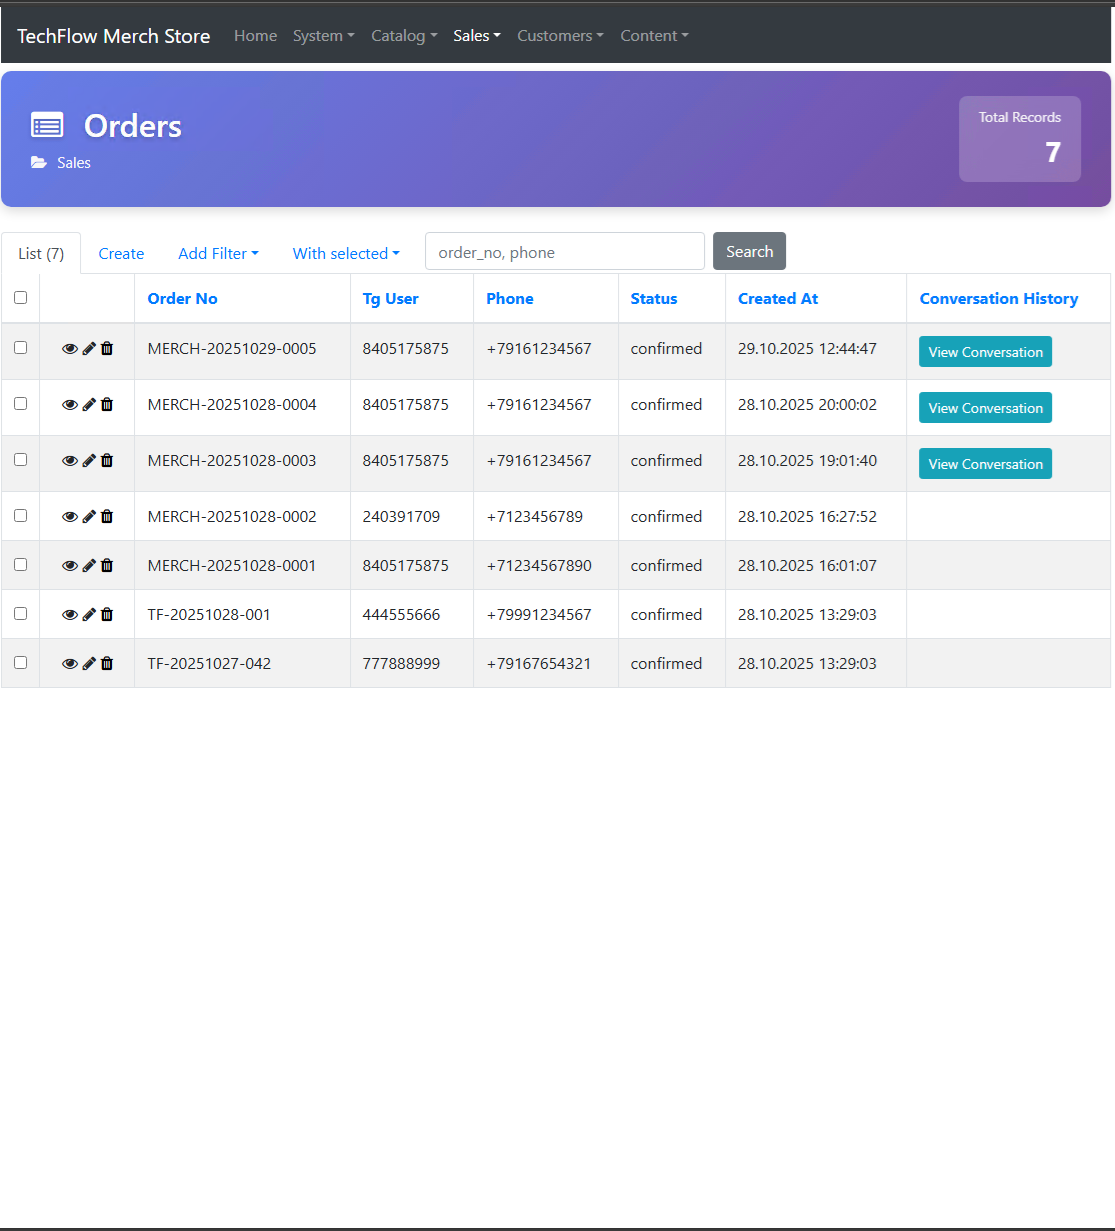 TechFlow Merch Store Home System Catalog Sales Customers Content
Orders
Sales
Total Records
7
List (7) Create Add Filter With selected order_no, phone Search
Order No Tg User Phone Status Created At Conversation History
MERCH-20251029-0005 8405175875 +79161234567 confirmed 29.10.2025 12:44:47 View Conversation
MERCH-20251028-0004 8405175875 +79161234567 confirmed 28.10.2025 20:00:02 View Conversation
MERCH-20251028-0003 8405175875 +79161234567 confirmed 28.10.2025 19:01:40 View Conversation
MERCH-20251028-0002 240391709 +7123456789 confirmed 28.10.2025 16:27:52
MERCH-20251028-0001 8405175875 +71234567890 confirmed 28.10.2025 16:01:07
TF-20251028-001 444555666 +79991234567 confirmed 28.10.2025 13:29:03
TF-20251027-042 777888999 +79167654321 confirmed 28.10.2025 13:29:03